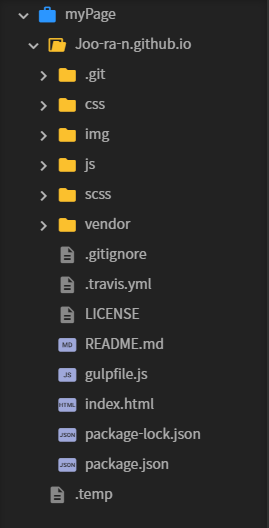 myPage
Joo-ra-n.github.io
.git
css
img
js
scss
vendor
.gitignore
.travis.yml
LICENSE
MD README.md
JS gulpfile.js
HTML index.html
JSON package-lock.json
JSON package.json
.temp